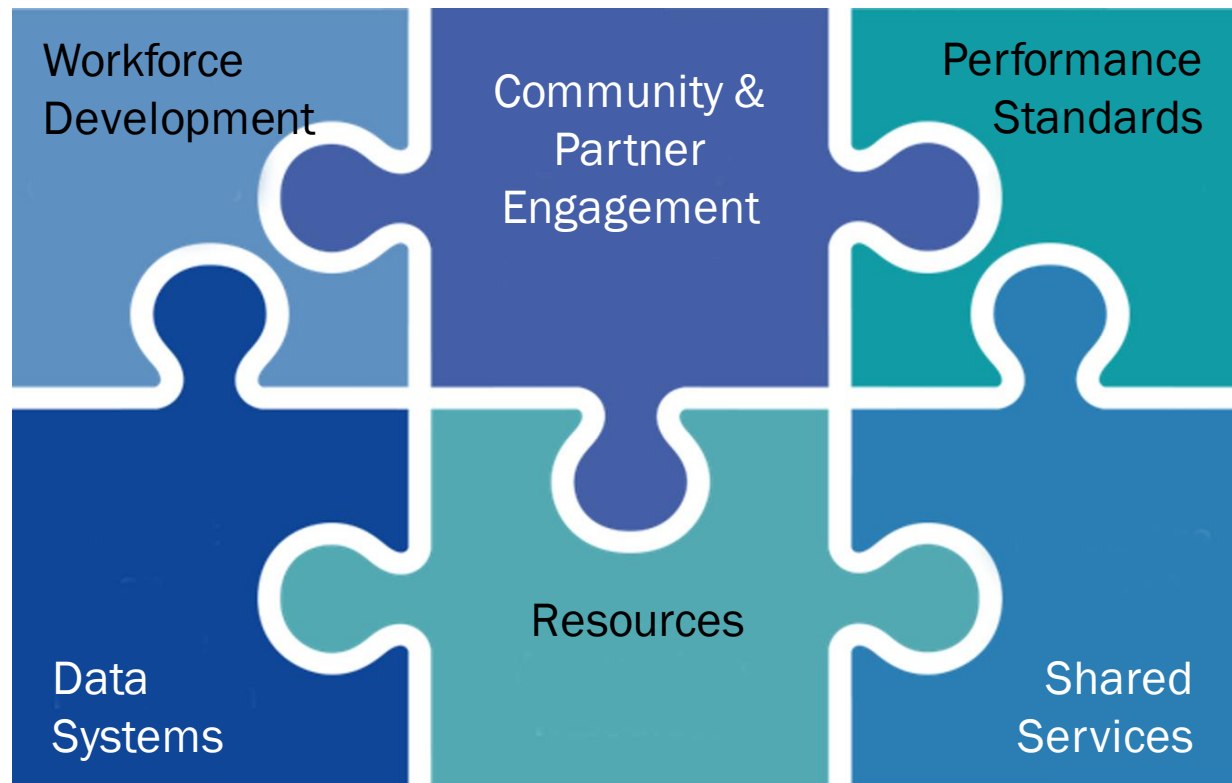 Workforce
Development
Community &
Partner
Engagement
Performance
Standards
Data
Systems
Resources
Shared
Services